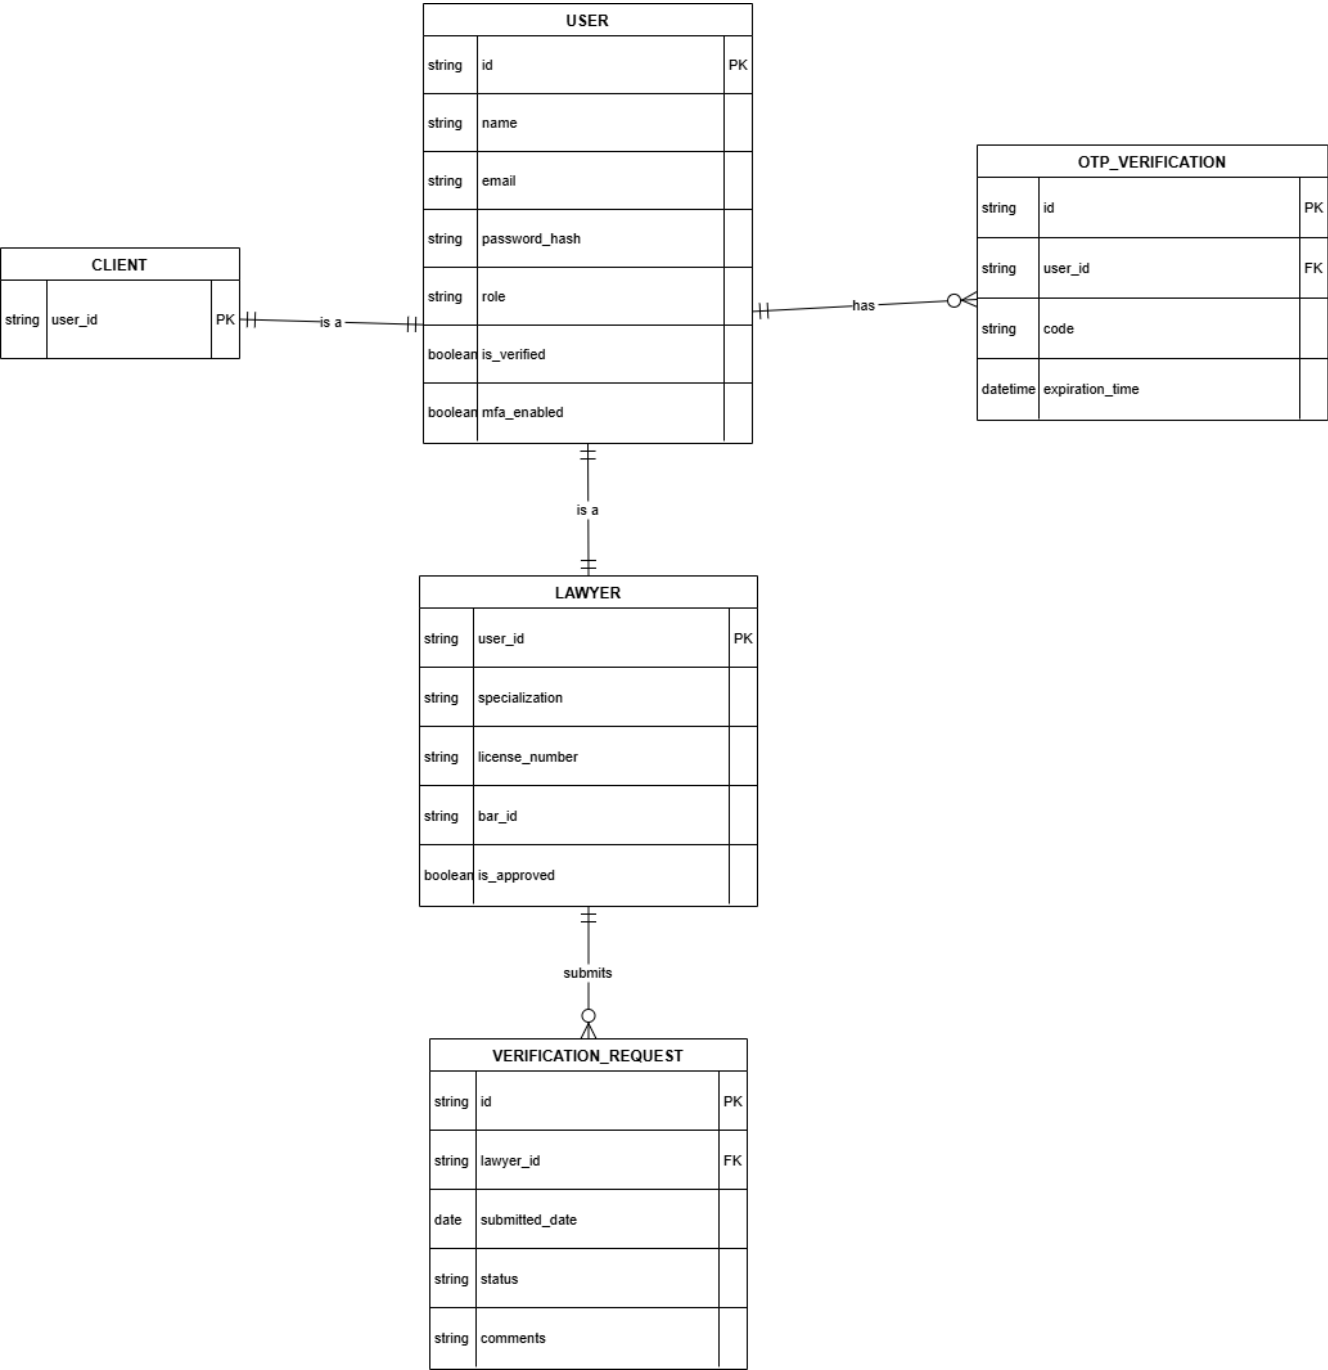 USER
string id PK
string name
string email
string password_hash
string role
boolean is_verified
boolean mfa_enabled
OTP_VERIFICATION
string id PK
string user_id FK
string code
datetime expiration_time
CLIENT
string user_id PK
is a
has
is a
LAWYER
string user_id PK
string specialization
string license_number
string bar_id
boolean is_approved
submits
VERIFICATION_REQUEST
string id PK
string lawyer_id FK
date submitted_date
string status
string comments